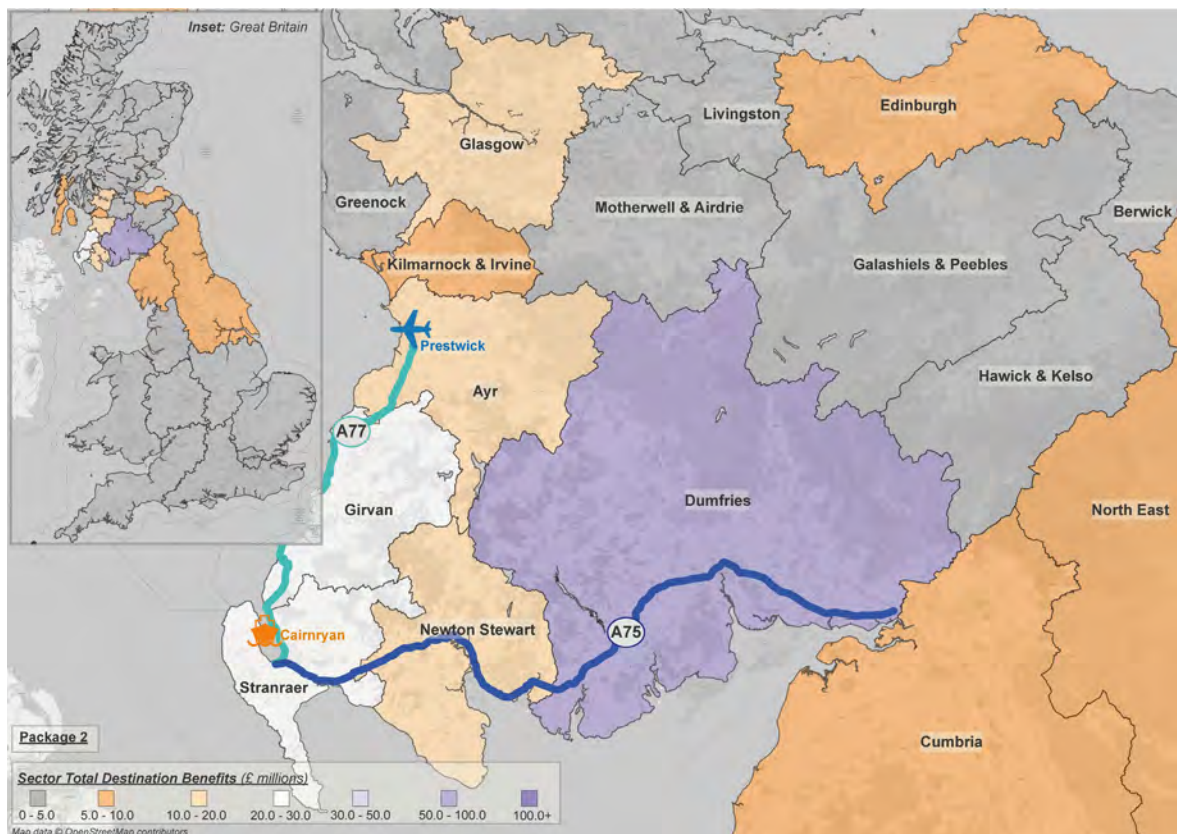 Inset: Great Britain
Edinburgh
Livingston
Glasgow
Greenock
Motherwell & Airdrie
Berwick
Kilmarnock & Irvine
Galashiels & Peebles
Prestwick
Hawick & Kelso
Ayr
A77
Dumfries
Girvan
North East
Cairnryan
Newton Stewart
A75
Stranraer
Package 2
Cumbria
Sector Total Destination Benefits (£ millions)
0 - 5.0 5.0 - 10.0 10.0 - 20.0 20.0 - 30.0 30.0 - 50.0 50.0 - 100.0 100.0+
Map data © OpenStreetMap contributors